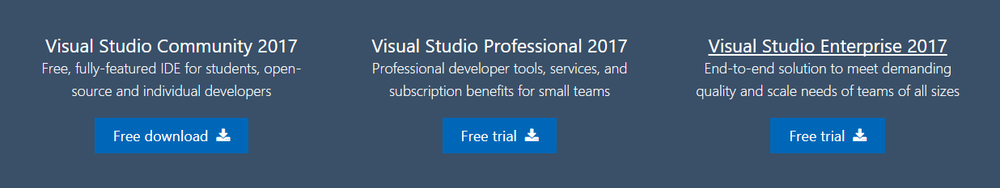 Visual Studio Community 2017
Free, fully-featured IDE for students, open-
source and individual developers
Free download
Visual Studio Professional 2017
Professional developer tools, services, and
subscription benefits for small teams
Free trial
Visual Studio Enterprise 2017
End-to-end solution to meet demanding
quality and scale needs of teams of all sizes
Free trial